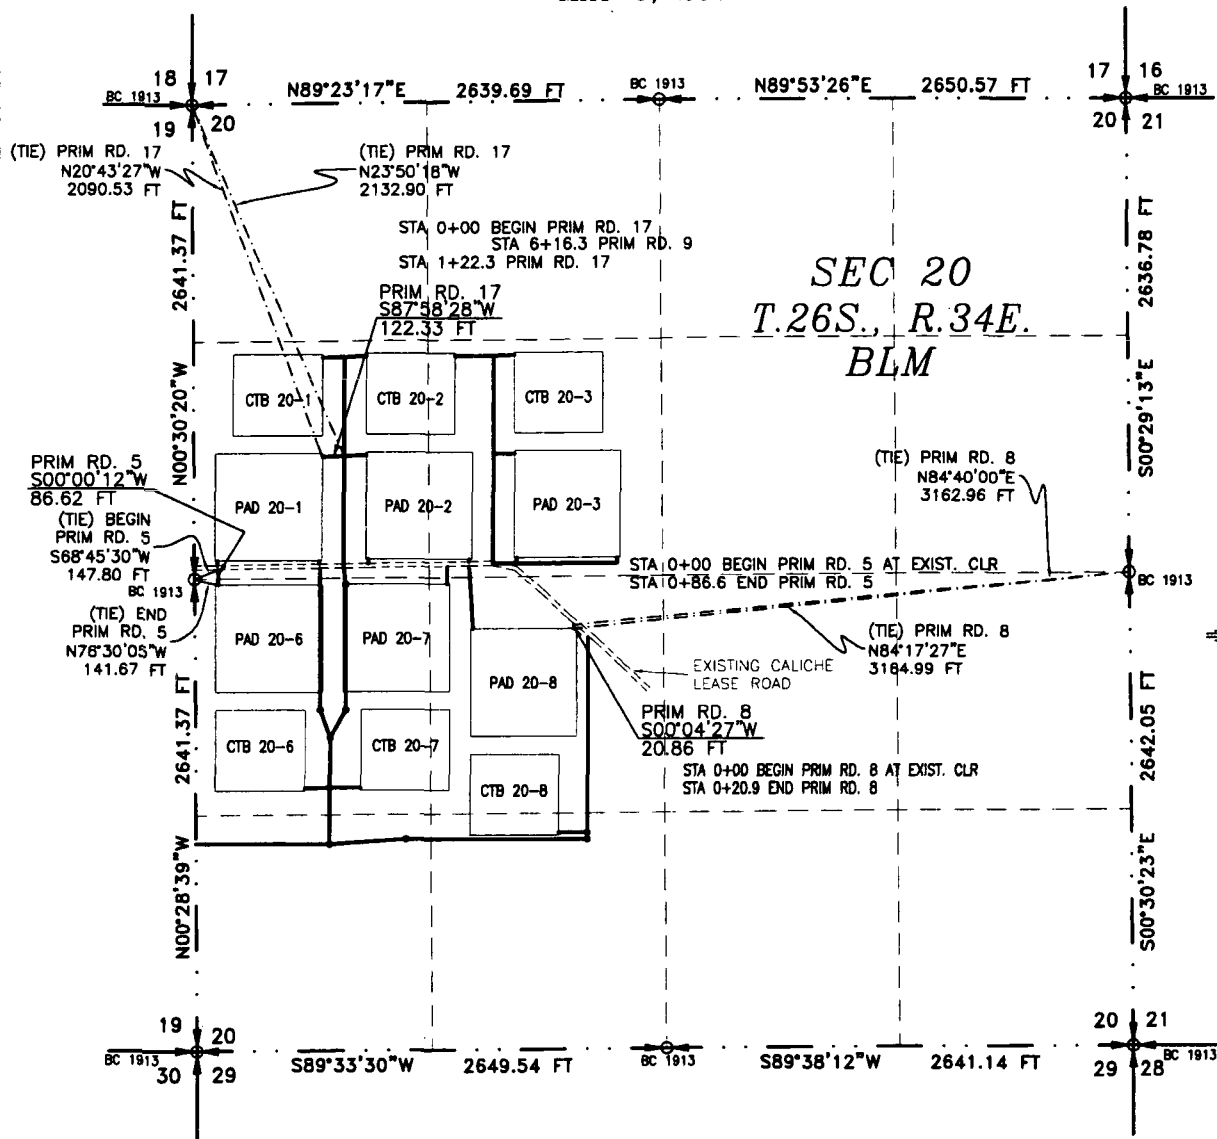 18 17
17 16
BC 1913
N89°23'17"E 2639.69 FT
BC 1913
N89°53'26"E 2650.57 FT
BC 1913
19 20
20 21
(TIE) PRIM RD. 17
N20°43'27"W
2090.53 FT
(TIE) PRIM RD. 17
N23°50'18"W
2132.90 FT
STA 0+00 BEGIN PRIM RD. 17
STA 6+16.3 PRIM RD. 9
STA 1+22.3 PRIM RD. 17
2641.37 FT
N00°30'20"W
2636.78 FT
S00°29'13"E
SEC 20
T.26S., R.34E.
BLM
PRIM RD. 17
S87°58'28"W
122.33 FT
CTB 20-1
CTB 20-2
CTB 20-3
PRIM RD. 5
S00°00'12"W
86.62 FT
(TIE) BEGIN
PRIM RD. 5
S68°45'30"W
147.80 FT
PAD 20-1
PAD 20-2
PAD 20-3
(TIE) PRIM RD. 8
N84°40'00"E
3162.96 FT
STA 0+00 BEGIN PRIM RD. 5 AT EXIST. CLR
STA 0+86.6 END PRIM RD. 5
BC 1913
BC 1913
(TIE) END
PRIM RD. 5
N76°30'05"W
141.67 FT
PAD 20-6
PAD 20-7
PAD 20-8
(TIE) PRIM RD. 8
N84°17'27"E
3184.99 FT
EXISTING CALICHE
LEASE ROAD
PRIM RD. 8
S00°04'27"W
20.86 FT
STA 0+00 BEGIN PRIM RD. 8 AT EXIST. CLR
STA 0+20.9 END PRIM RD. 8
CTB 20-6
CTB 20-7
CTB 20-8
2641.37 FT
N00°28'39"W
2642.05 FT
S00°30'23"E
19 20
20 21
BC 1913
S89°33'30"W 2649.54 FT
BC 1913
S89°38'12"W 2641.14 FT
BC 1913
30 29
29 28